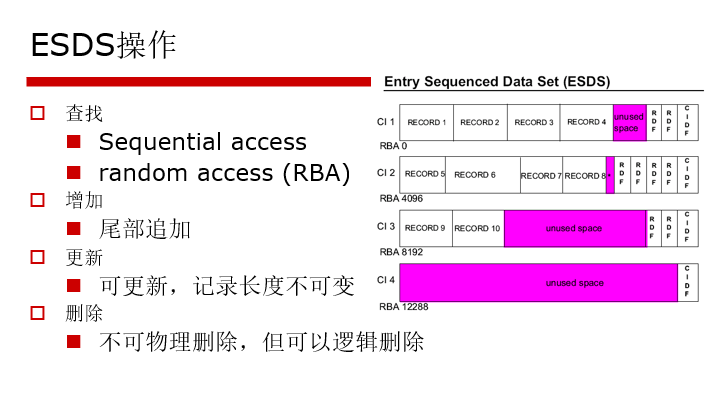 ESDS操作
查找
Sequential access
random access (RBA)
增加
尾部追加
更新
可更新，记录长度不可变
删除
不可物理删除，但可以逻辑删除
Entry Sequenced Data Set (ESDS)
CI 1 RECORD 1 RECORD 2 RECORD 3 RECORD 4 unused space RDF RDF CIDF
RBA 0
CI 2 RECORD 5 RECORD 6 RECORD 7 RECORD 8 * RDF RDF RDF RDF CIDF
RBA 4096
CI 3 RECORD 9 RECORD 10 unused space RDF RDF CIDF
RBA 8192
CI 4 unused space CIDF
RBA 12288